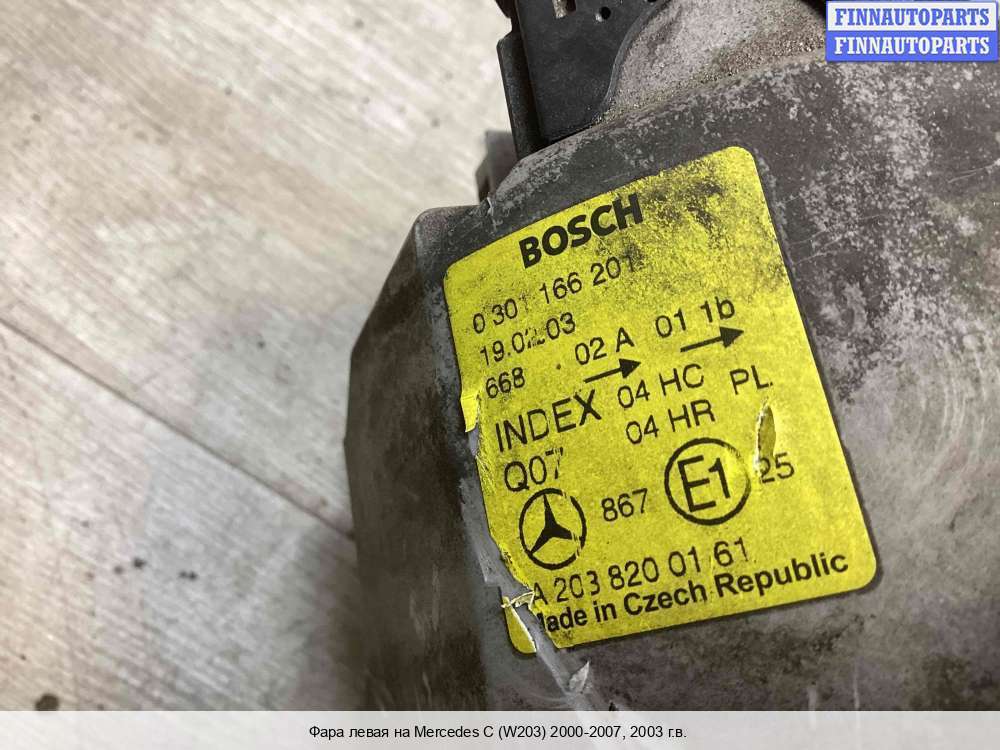 FINNAUTOPARTS
FINNAUTOPARTS
BOSCH
0 301 166 201
19.02.03
668 02 A 01 1b
INDEX 04 HC PL
Q07 04 HR
867 E1 25
A 203 820 01 61
Made in Czech Republic
Фара левая на Mercedes C (W203) 2000-2007, 2003 г.в.